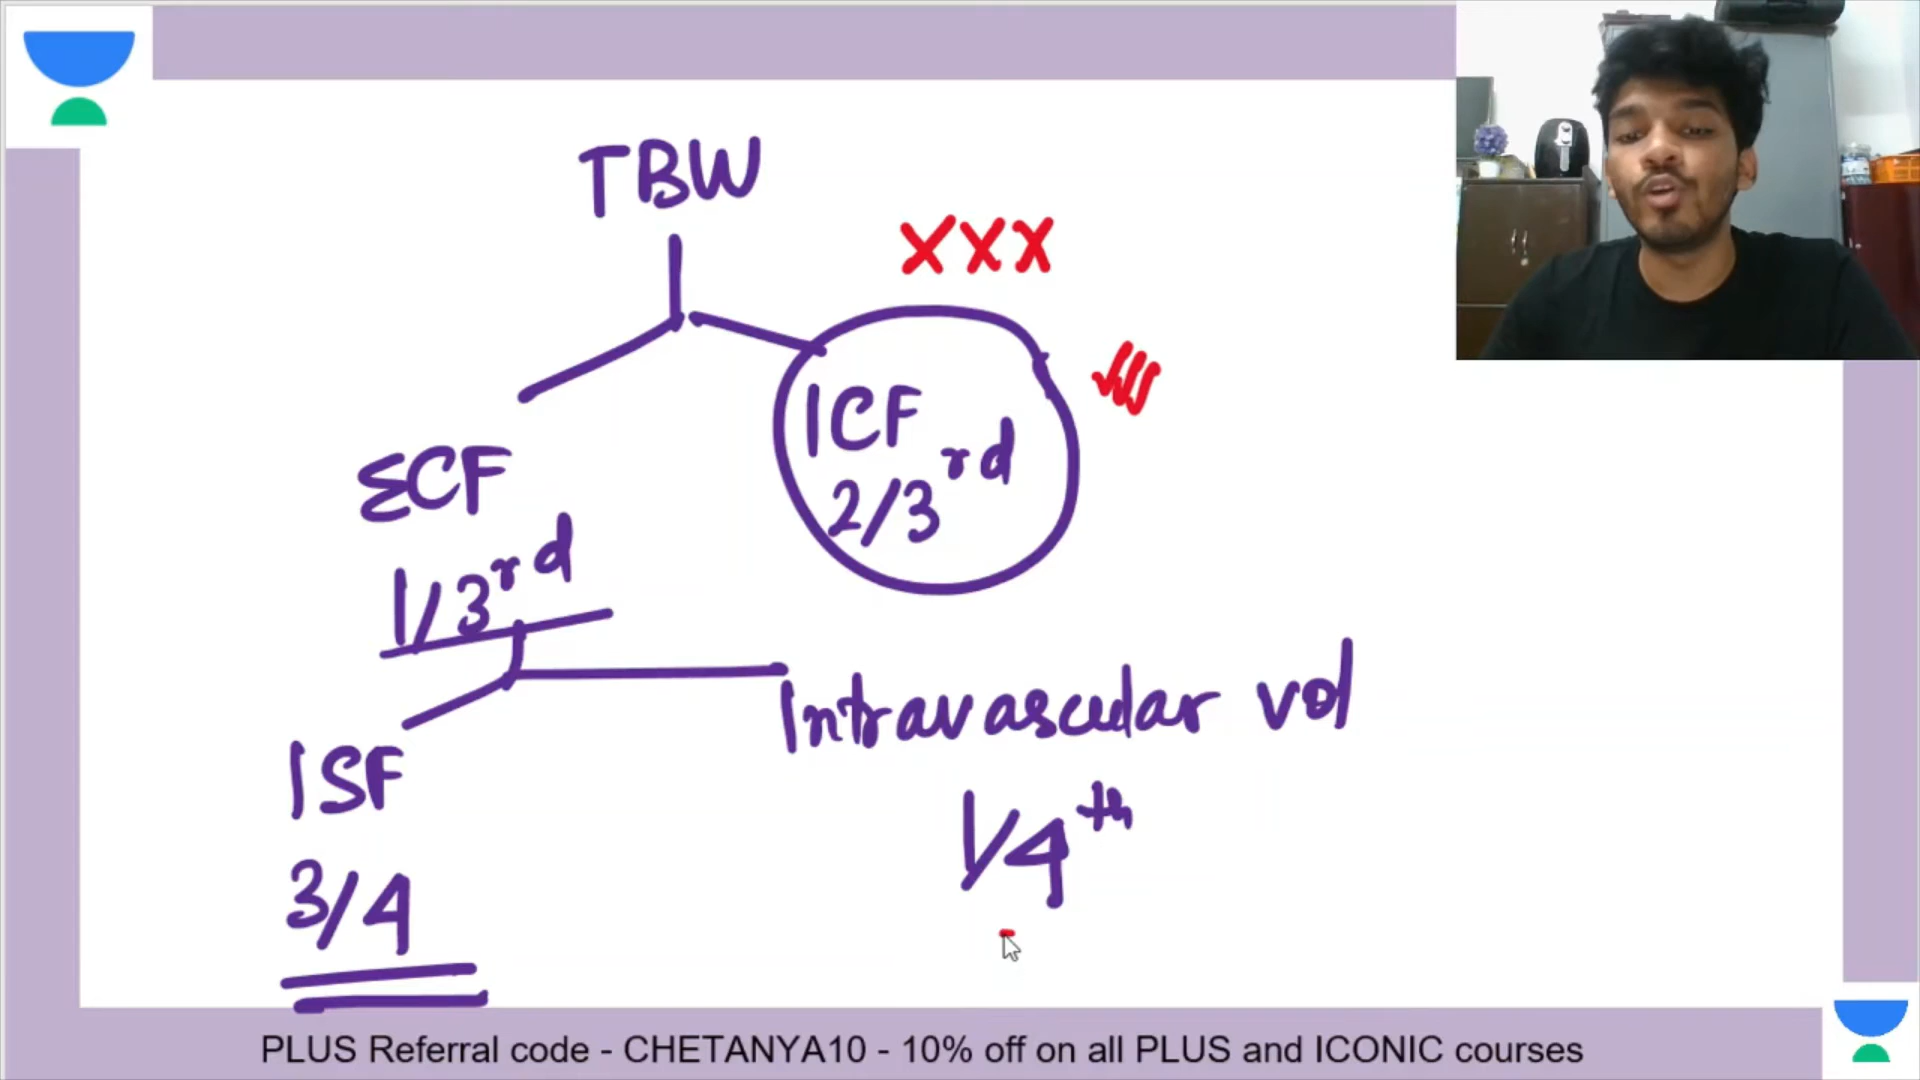 TBW
XXX
ICF
2/3rd
ECF
1/3rd
Intravascular vol
1/4th
ISF
3/4
PLUS Referral code - CHETANYA10 - 10% off on all PLUS and ICONIC courses